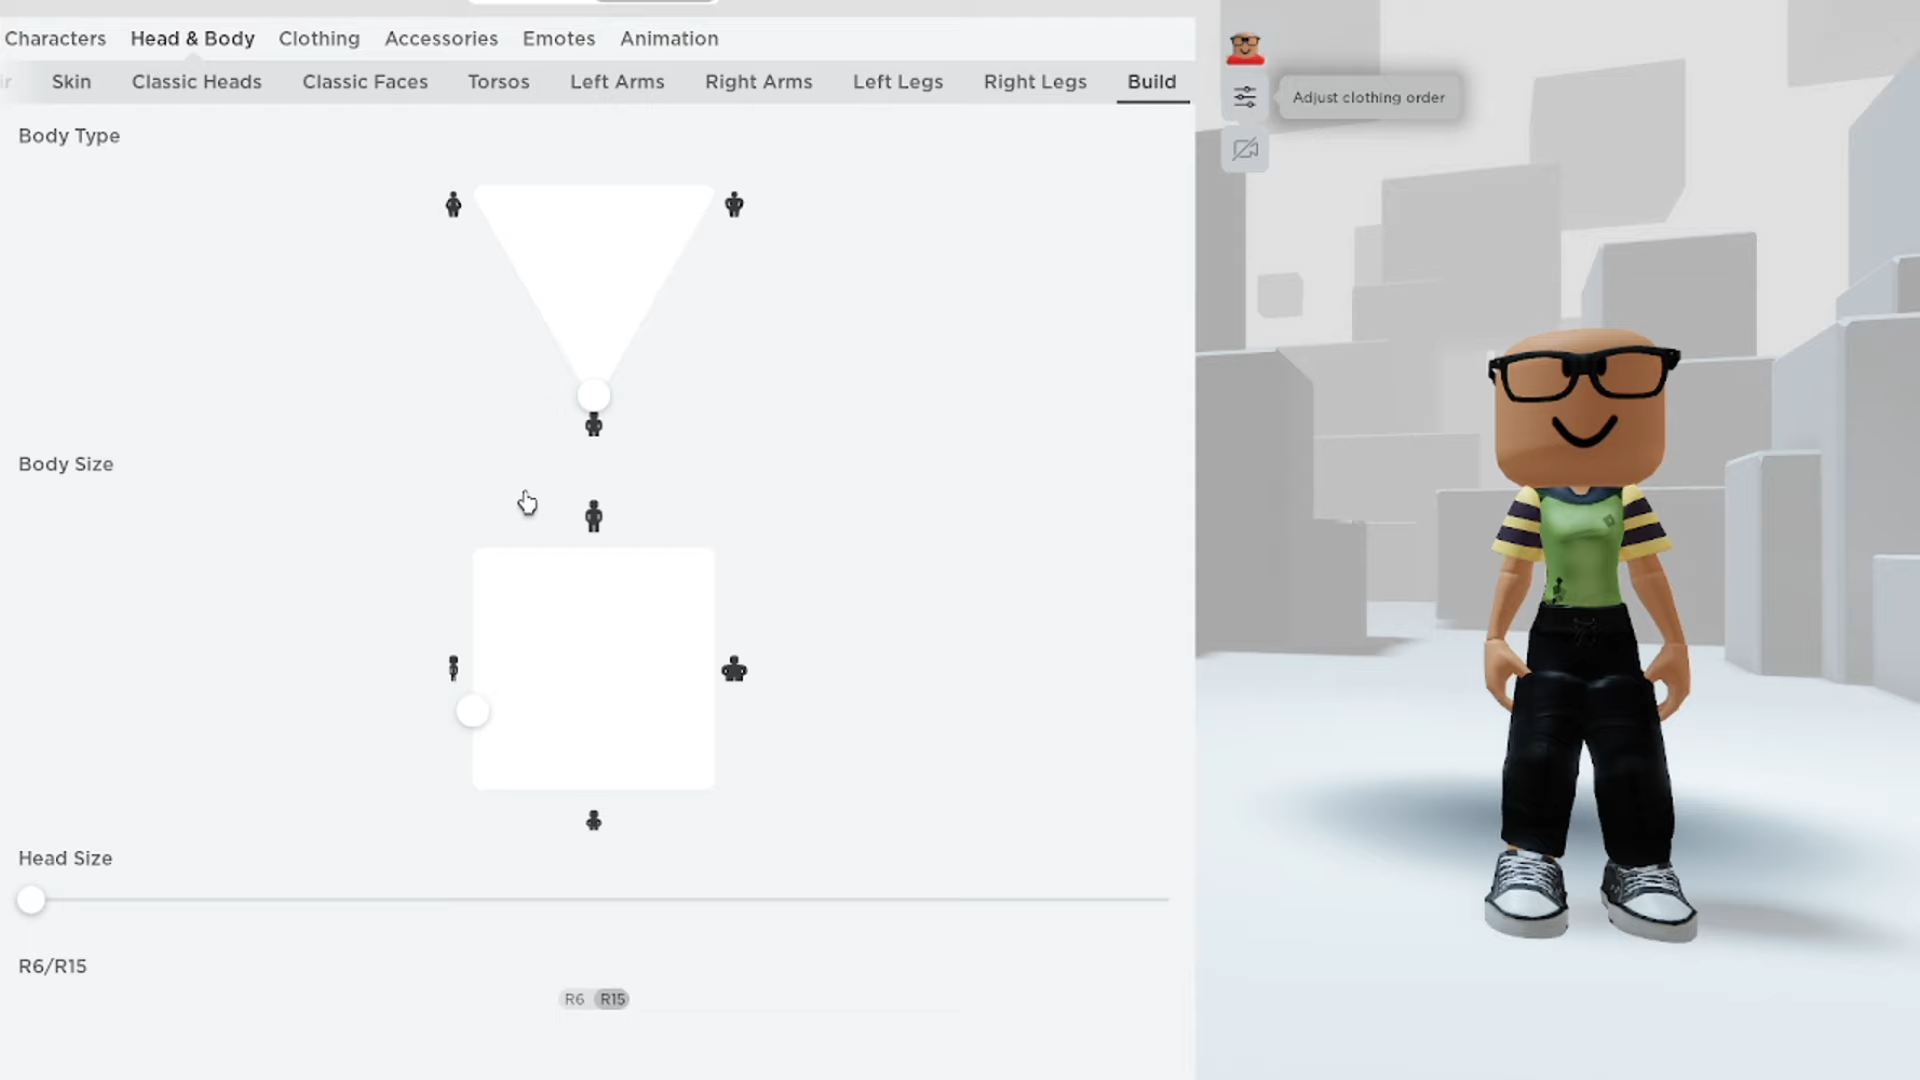 Characters Head & Body Clothing Accessories Emotes Animation
Skin Classic Heads Classic Faces Torsos Left Arms Right Arms Left Legs Right Legs Build
Adjust clothing order
Body Type
Body Size
Head Size
R6/R15
R6 R15